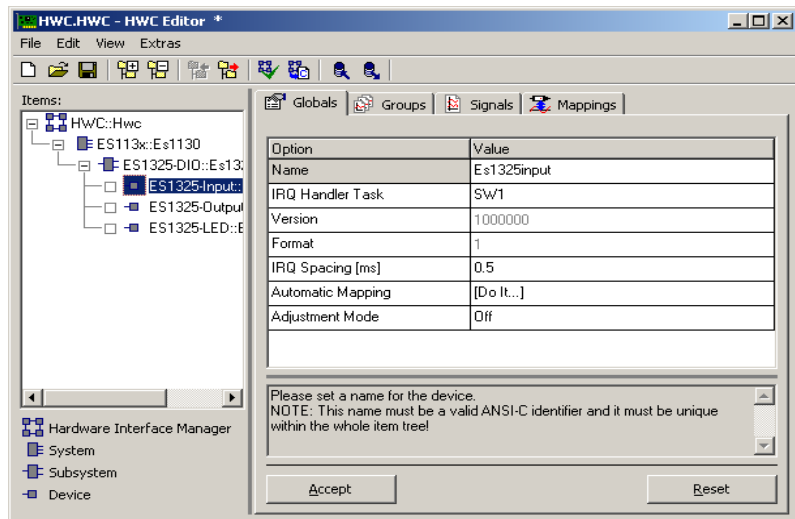 HWC.HWC - HWC Editor *
File Edit View Extras
Items:
HWC::Hwc
ES113x::Es1130
ES1325-DIO::Es13
ES1325-Input::
ES1325-Output
ES1325-LED::E
Hardware Interface Manager
System
Subsystem
Device
Globals Groups Signals Mappings
Option Value
Name Es1325input
IRQ Handler Task SW1
Version 1000000
Format 1
IRQ Spacing [ms] 0.5
Automatic Mapping [Do It...]
Adjustment Mode Off
Please set a name for the device.
NOTE: This name must be a valid ANSI-C identifier and it must be unique
within the whole item tree!
Accept Reset